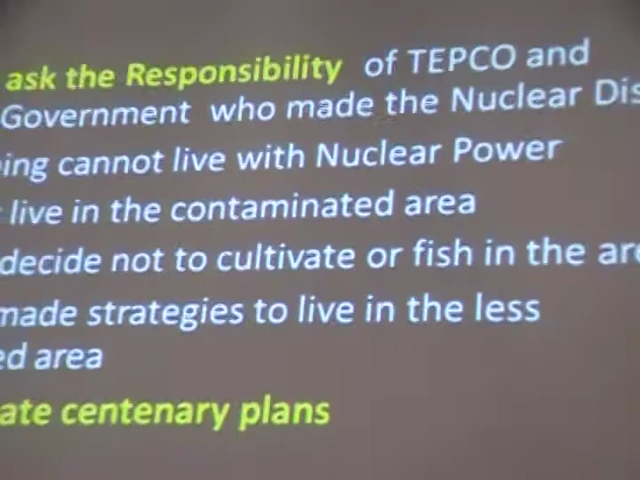 ask the Responsibility of TEPCO and
Government who made the Nuclear Dis
ing cannot live with Nuclear Power
live in the contaminated area
decide not to cultivate or fish in the are
made strategies to live in the less
ed area
ate centenary plans